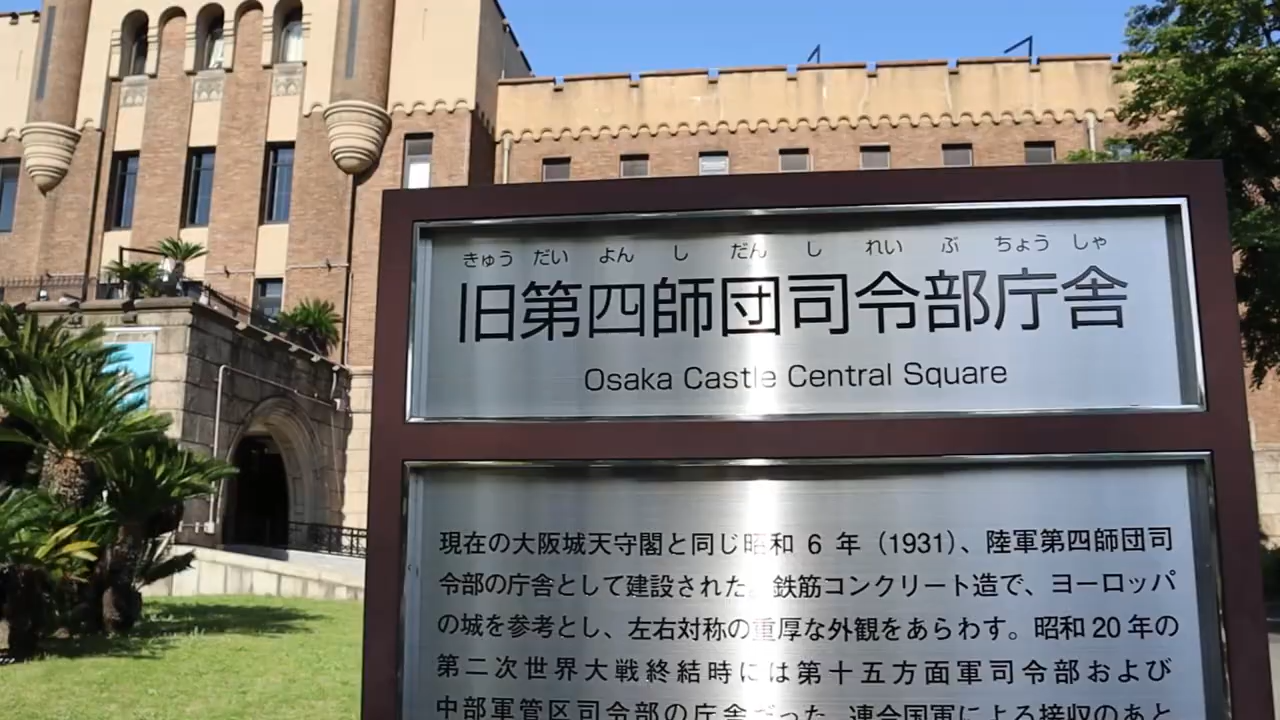 きゅう だい よん し だん し れい ぶ ちょう しゃ
旧第四師団司令部庁舎
Osaka Castle Central Square
現在の大阪城天守閣と同じ昭和 6 年（1931）、陸軍第四師団司
令部の庁舎として建設された。鉄筋コンクリート造で、ヨーロッパ
の城を参考とし、左右対称の重厚な外観をあらわす。昭和 20 年の
第二次世界大戦終結時には第十五方面軍司令部および
中部軍管区司令部の庁舎だった。連合国軍による接収のあと